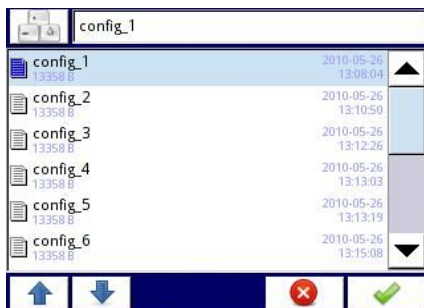 config_1
config_1 2010-05-26
13358 B 13:08:04
config_2 2010-05-26
13358 B 13:10:50
config_3 2010-05-26
13358 B 13:12:26
config_4 2010-05-26
13358 B 13:13:03
config_5 2010-05-26
13358 B 13:13:19
config_6 2010-05-26
13358 B 13:15:08